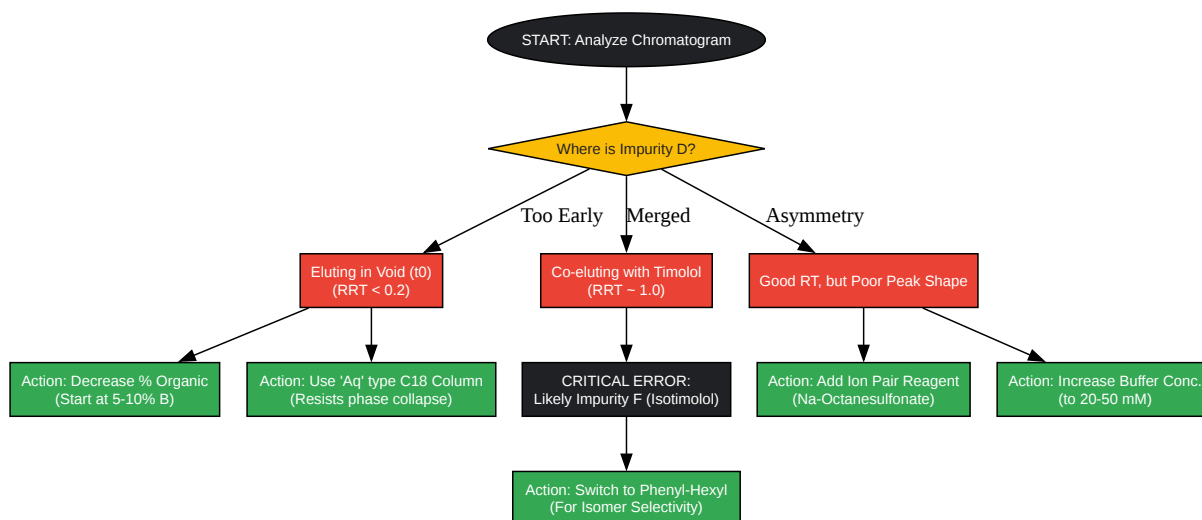 START: Analyze Chromatogram
Where is Impurity D?
Too Early
Merged
Asymmetry
Eluting in Void (t0)
(RRT < 0.2)
Co-eluting with Timolol
(RRT ~ 1.0)
Good RT, but Poor Peak Shape
Action: Decrease % Organic
(Start at 5-10% B)
Action: Use 'Aq' type C18 Column
(Resists phase collapse)
CRITICAL ERROR:
Likely Impurity F (Isotimolol)
Action: Add Ion Pair Reagent
(Na-Octanesulfonate)
Action: Increase Buffer Conc.
(to 20-50 mM)
Action: Switch to Phenyl-Hexyl
(For Isomer Selectivity)